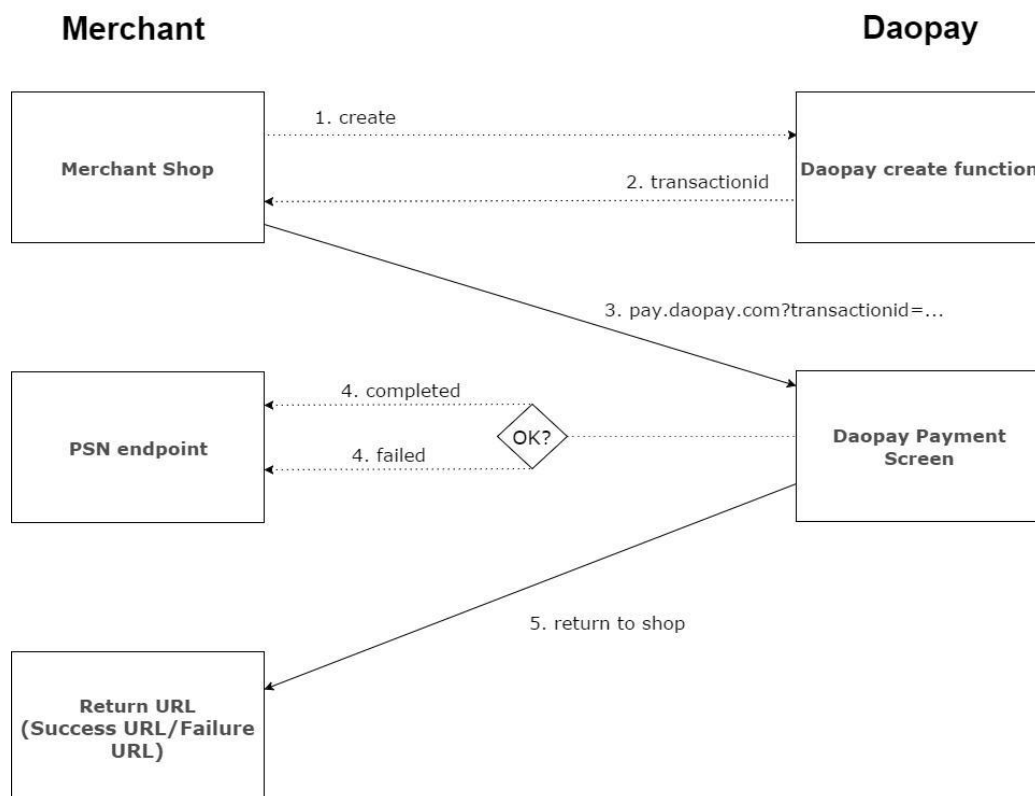 Merchant
Daopay
1. create
Merchant Shop
Daopay create function
2. transactionid
3. pay.daopay.com?transactionid=...
4. completed
OK?
PSN endpoint
Daopay Payment
Screen
4. failed
5. return to shop
Return URL
(Success URL/Failure
URL)